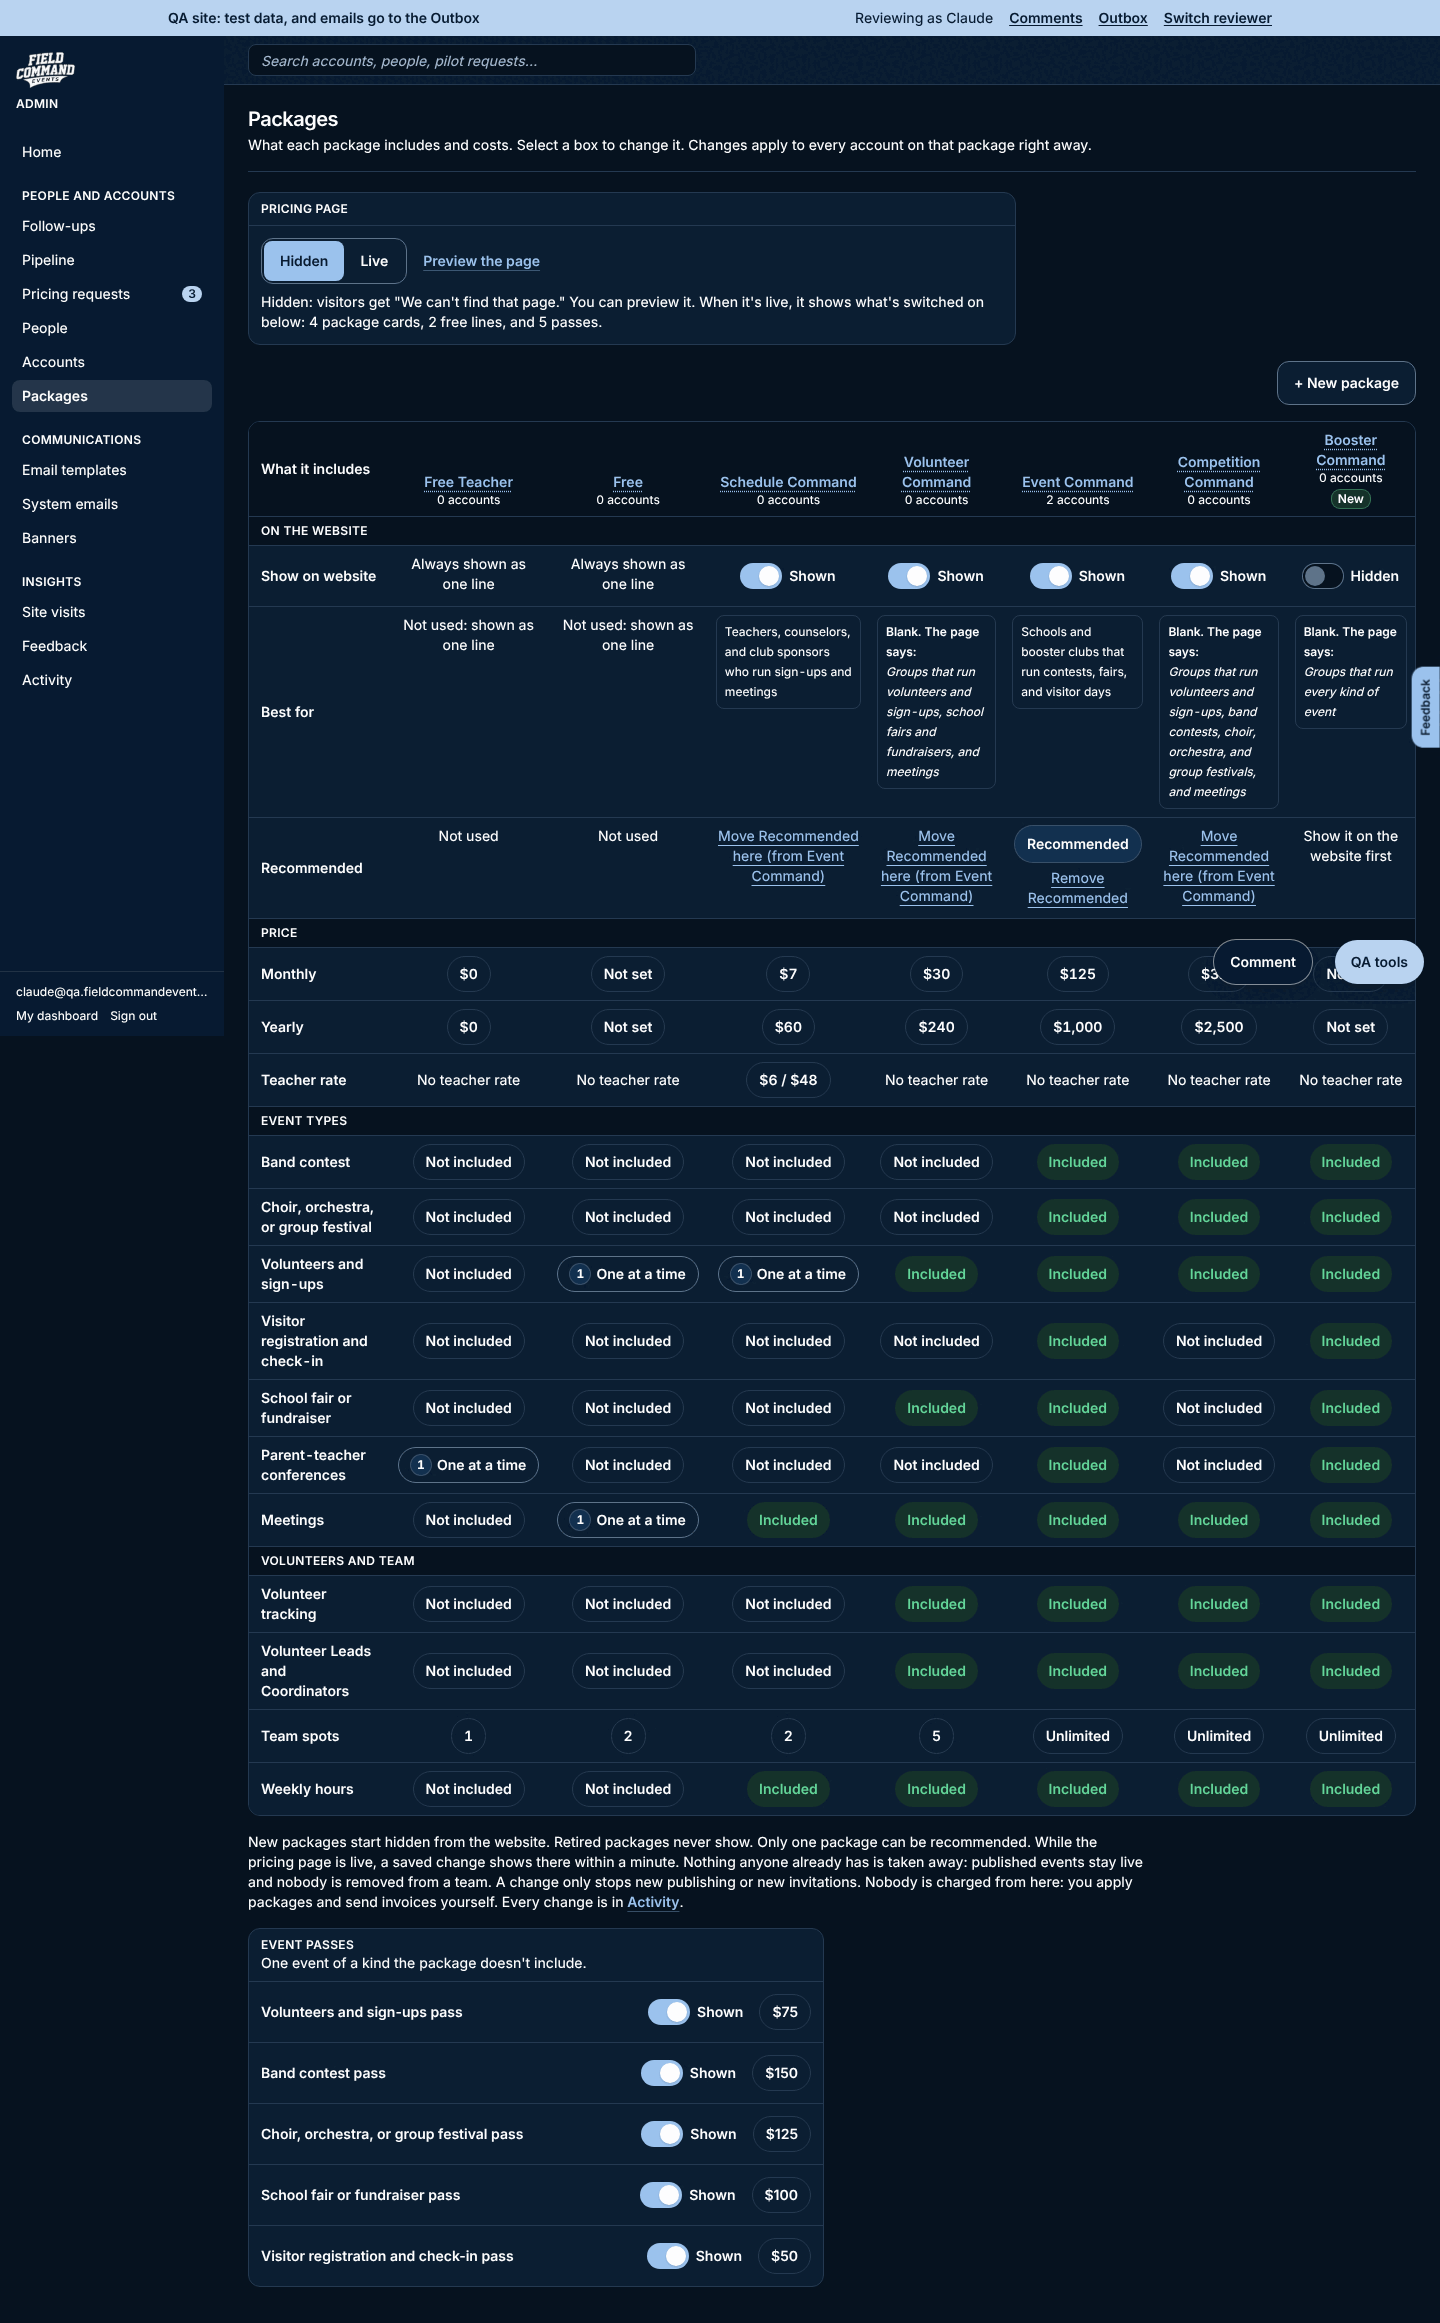 QA site: test data, and emails go to the Outbox
Reviewing as Claude Comments Outbox Switch reviewer
FIELD COMMAND EVENTS
ADMIN
Search accounts, people, pilot requests...
Home
PEOPLE AND ACCOUNTS
Follow-ups
Pipeline
Pricing requests 3
People
Accounts
Packages
COMMUNICATIONS
Email templates
System emails
Banners
INSIGHTS
Site visits
Feedback
Activity
claude@qa.fieldcommandevent...
My dashboard Sign out
Packages
What each package includes and costs. Select a box to change it. Changes apply to every account on that package right away.
PRICING PAGE
Hidden Live Preview the page
Hidden: visitors get "We can't find that page." You can preview it. When it's live, it shows what's switched on
below: 4 package cards, 2 free lines, and 5 passes.
+ New package
What it includes
Free Teacher
0 accounts
Free
0 accounts
Schedule Command
0 accounts
Volunteer
Command
0 accounts
Event Command
2 accounts
Competition
Command
0 accounts
Booster
Command
0 accounts
New
ON THE WEBSITE
Show on website
Always shown as
one line
Always shown as
one line
Shown
Shown
Shown
Shown
Hidden
Best for
Not used: shown as
one line
Not used: shown as
one line
Teachers, counselors,
and club sponsors
who run sign-ups and
meetings
Blank. The page
says:
Groups that run
volunteers and
sign-ups, school
fairs and
fundraisers, and
meetings
Schools and
booster clubs that
run contests, fairs,
and visitor days
Blank. The page
says:
Groups that run
volunteers and
sign-ups, band
contests, choir,
orchestra, and
group festivals,
and meetings
Blank. The page
says:
Groups that run
every kind of
event
Feedback
Recommended
Not used
Not used
Move Recommended
here (from Event
Command)
Move
Recommended
here (from Event
Command)
Recommended
Remove
Recommended
Move
Recommended
here (from Event
Command)
Show it on the
website first
PRICE
Comment QA tools
Monthly $0 Not set $7 $30 $125
Yearly $0 Not set $60 $240 $1,000 $2,500 Not set
Teacher rate No teacher rate No teacher rate $6 / $48 No teacher rate No teacher rate No teacher rate No teacher rate
EVENT TYPES
Band contest Not included Not included Not included Not included Included Included Included
Choir, orchestra,
or group festival Not included Not included Not included Not included Included Included Included
Volunteers and
sign-ups Not included 1 One at a time 1 One at a time Included Included Included Included
Visitor
registration and
check-in Not included Not included Not included Not included Included Not included Included
School fair or
fundraiser Not included Not included Not included Included Included Not included Included
Parent-teacher
conferences 1 One at a time Not included Not included Not included Included Not included Included
Meetings Not included 1 One at a time Included Included Included Included Included
VOLUNTEERS AND TEAM
Volunteer
tracking Not included Not included Not included Included Included Included Included
Volunteer Leads
and
Coordinators Not included Not included Not included Included Included Included Included
Team spots 1 2 2 5 Unlimited Unlimited Unlimited
Weekly hours Not included Not included Included Included Included Included Included
New packages start hidden from the website. Retired packages never show. Only one package can be recommended. While the
pricing page is live, a saved change shows there within a minute. Nothing anyone already has is taken away: published events stay live
and nobody is removed from a team. A change only stops new publishing or new invitations. Nobody is charged from here: you apply
packages and send invoices yourself. Every change is in Activity.
EVENT PASSES
One event of a kind the package doesn't include.
Volunteers and sign-ups pass Shown $75
Band contest pass Shown $150
Choir, orchestra, or group festival pass Shown $125
School fair or fundraiser pass Shown $100
Visitor registration and check-in pass Shown $50